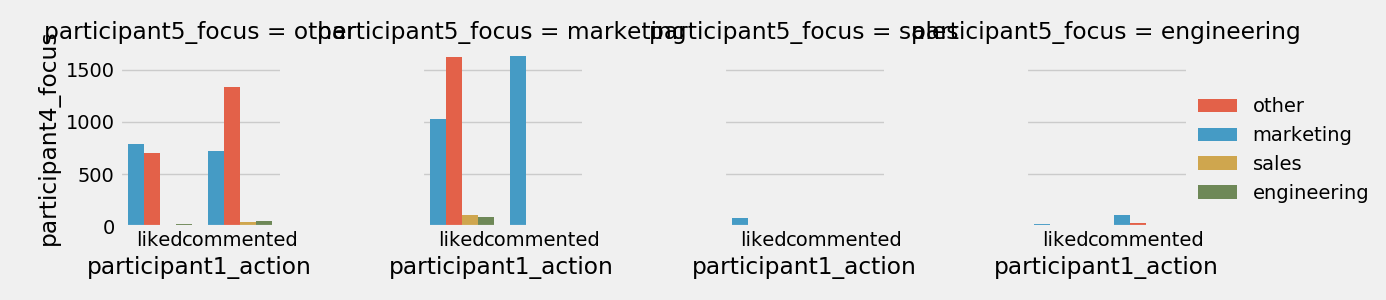 participant5_focus = other
participant5_focus = marketing
participant5_focus = sales
participant5_focus = engineering
participant4_focus
1500
1000
500
0
other
marketing
sales
engineering
liked commented
liked commented
liked commented
liked commented
participant1_action
participant1_action
participant1_action
participant1_action